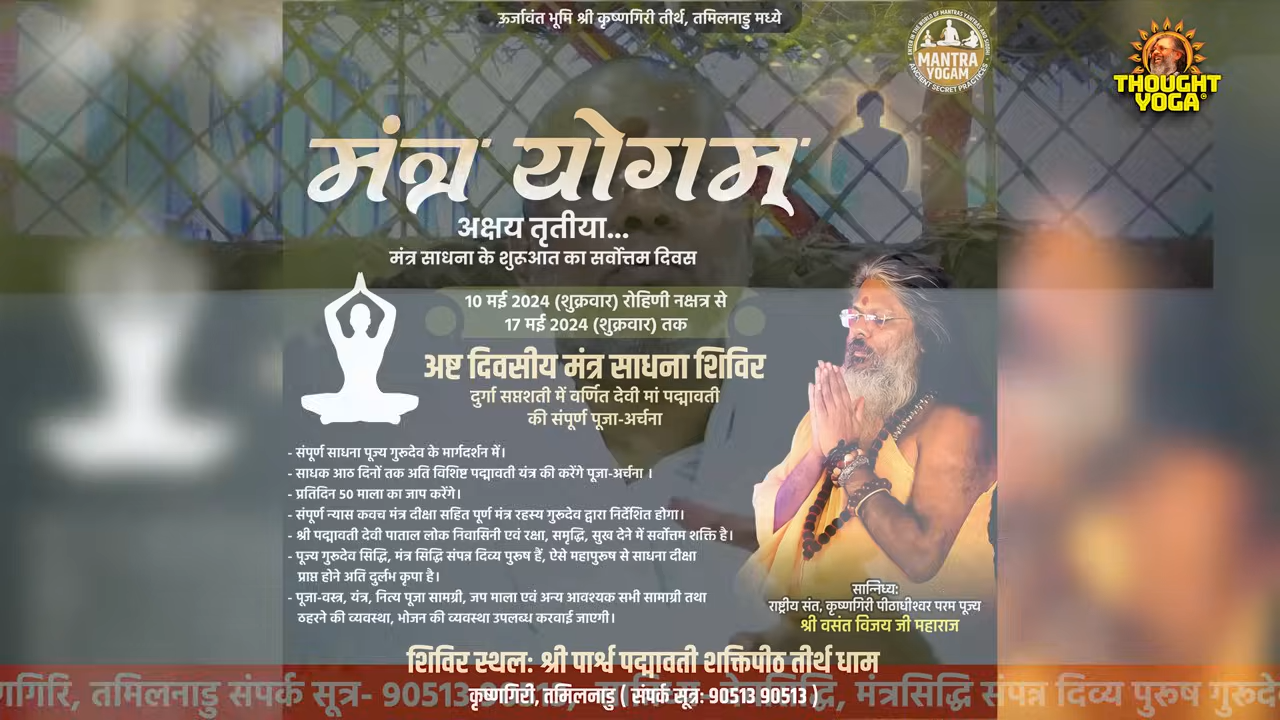 ऊर्जावंत भूमि श्री कृष्णगिरी तीर्थ, तमिलनाडु मध्ये
MANTRA
YOGAM
ANCIENT SECRET PRACTICES
THOUGHT
YOGA
मंत्र योगम्
अक्षय तृतीया...
मंत्र साधना के शुरूआत का सर्वोत्तम दिवस
10 मई 2024 (शुक्रवार) रोहिणी नक्षत्र से
17 मई 2024 (शुक्रवार) तक
अष्ट दिवसीय मंत्र साधना शिविर
दुर्गा सप्तशती में वर्णित देवी मां पद्मावती
की संपूर्ण पूजा-अर्चना
- संपूर्ण साधना पूज्य गुरुदेव के मार्गदर्शन में।
- साधक आठ दिनों तक अति विशिष्ट पद्मावती यंत्र की करेंगे पूजा-अर्चना ।
- प्रतिदिन 50 माला का जाप करेंगे।
- संपूर्ण न्यास कवच मंत्र दीक्षा सहित पूर्ण मंत्र रहस्य गुरुदेव द्वारा निर्देशित होगा।
- श्री पद्मावती देवी पाताल लोक निवासिनी एवं रक्षा, समृद्धि, सुख देने में सर्वोत्तम शक्ति है।
- पूज्य गुरुदेव सिद्धि, मंत्र सिद्धि संपन्न दिव्य पुरुष हैं, ऐसे महापुरुष से साधना दीक्षा
प्राप्त होने अति दुर्लभ कृपा है।
- पूजा-वस्त्र, यंत्र, नित्य पूजा सामग्री, जप माला एवं अन्य आवश्यक सभी सामाग्री तथा
ठहरने की व्यवस्था, भोजन की व्यवस्था उपलब्ध करवाई जाएगी।
सान्निध्य:
राष्ट्रीय संत, कृष्णगिरी पीठाधीश्वर परम पूज्य
श्री वसंत विजय जी महाराज
शिविर स्थल: श्री पार्श्व पद्मावती शक्तिपीठ तीर्थ धाम
कृष्णगिरी, तमिलनाडु ( संपर्क सूत्र: 90513 90513 )
णगिरि, तमिलनाडु संपर्क सूत्र- 90513 मंत्रसिद्धि संपन्न दिव्य पुरूष गुरूदे